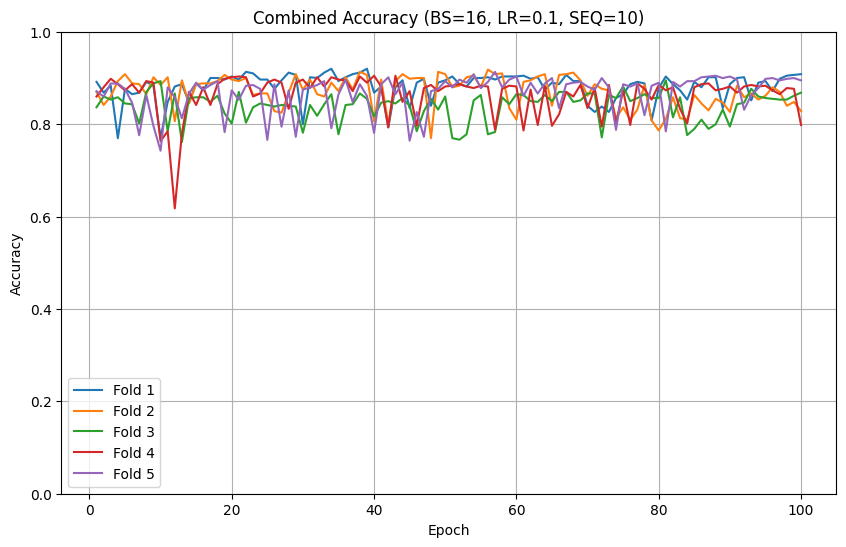 Combined Accuracy (BS=16, LR=0.1, SEQ=10)
1.0
0.8
0.6
0.4
0.2
0.0
Accuracy
Fold 1
Fold 2
Fold 3
Fold 4
Fold 5
0 20 40 60 80 100
Epoch